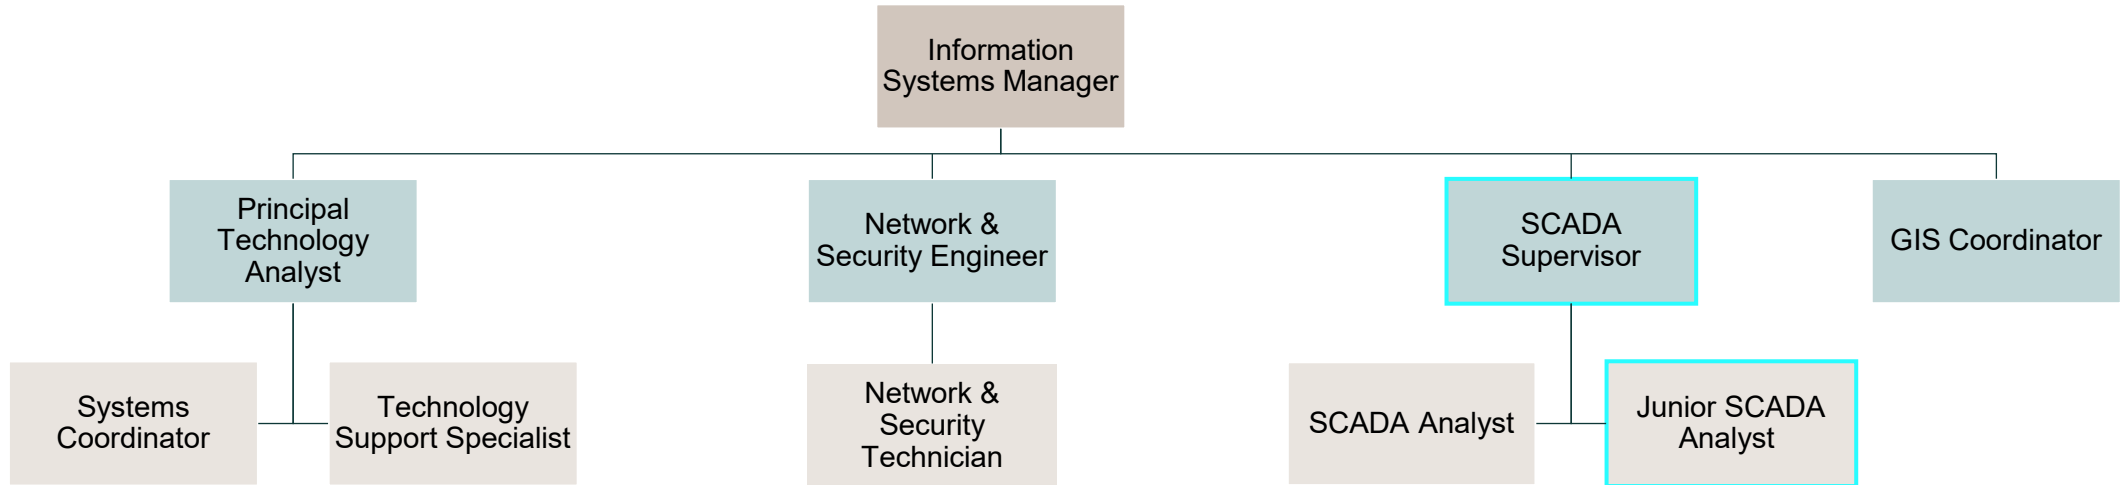 Information
Systems Manager
Principal
Technology
Analyst
Network &
Security Engineer
SCADA
Supervisor
GIS Coordinator
Systems
Coordinator
Technology
Support Specialist
Network &
Security
Technician
SCADA Analyst
Junior SCADA
Analyst